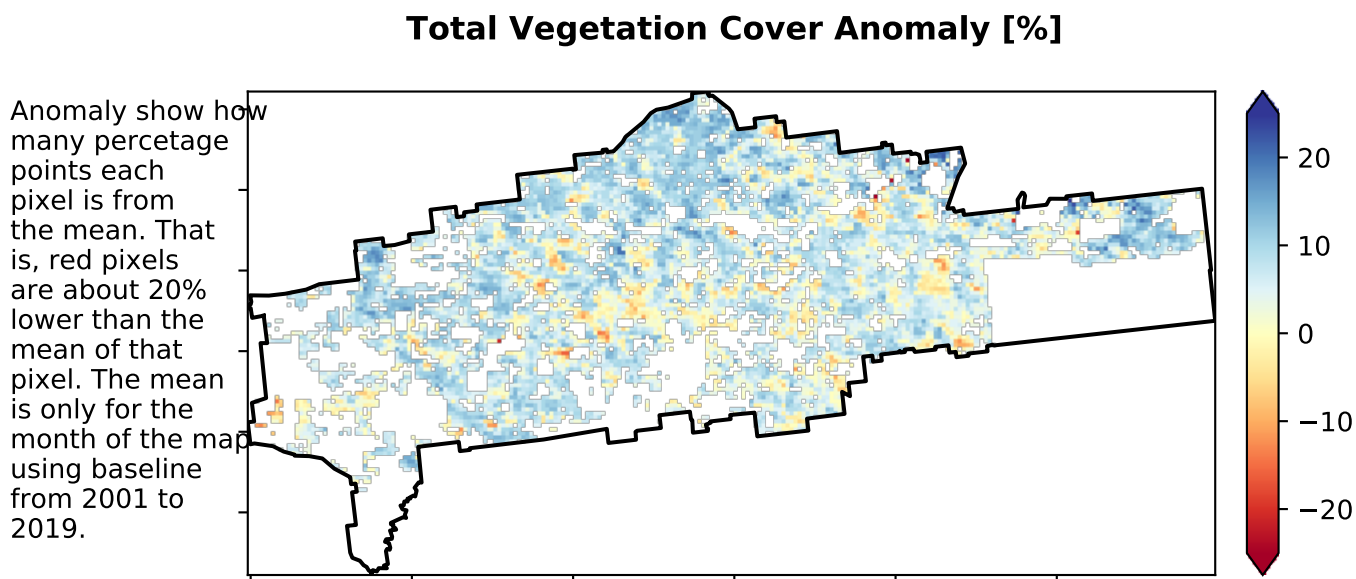 Total Vegetation Cover Anomaly [%]
Anomaly show how
many percetage
points each
pixel is from
the mean. That
is, red pixels
are about 20%
lower than the
mean of that
pixel. The mean
is only for the
month of the map
using baseline
from 2001 to
2019.
20
10
0
−10
−20